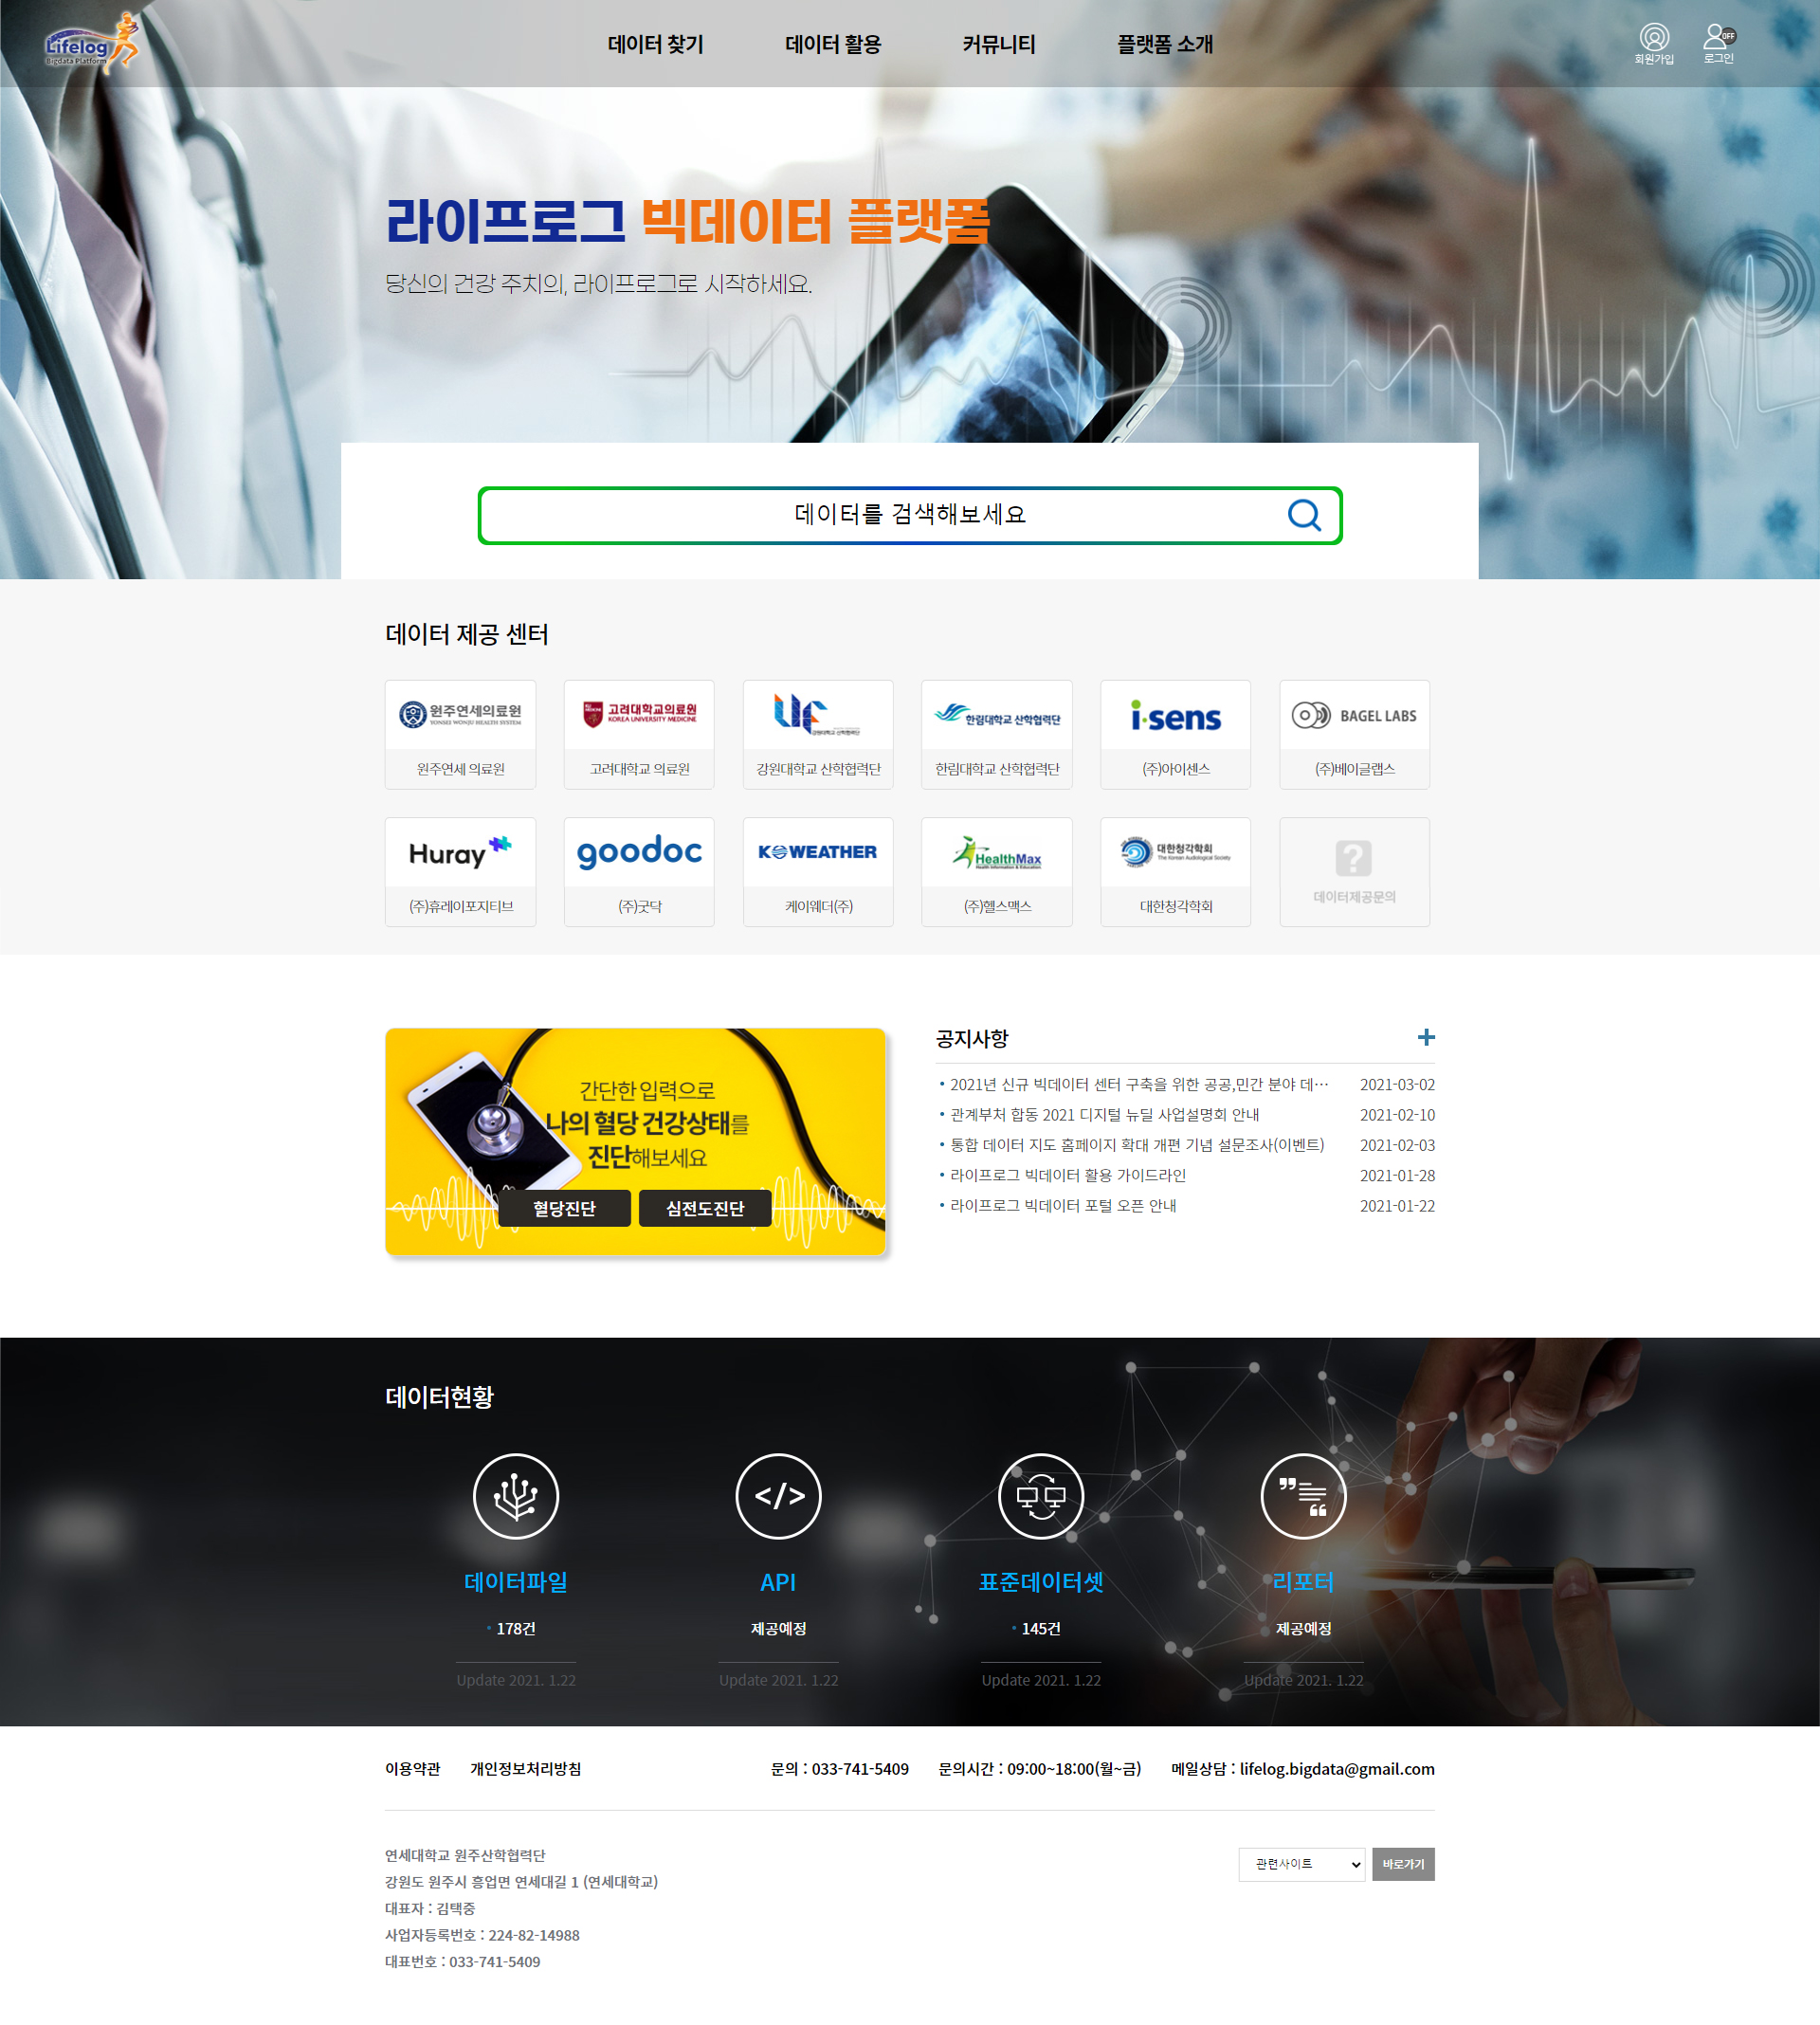 Lifelog
Bigdata Platform
데이터 찾기
데이터 활용
커뮤니티
플랫폼 소개
회원가입
OFF
로그인
라이프로그 빅데이터 플랫폼
당신의 건강 주치의, 라이프로그로 시작하세요.
데이터를 검색해보세요
데이터 제공 센터
원주연세의료원
YONSEI WONJU HEALTH SYSTEM
원주연세 의료원
고려대학교의료원
KOREA UNIVERSITY MEDICINE
고려대학교 의료원
강원대학교 산학협력단
강원대학교 산학협력단
한림대학교 산학협력단
한림대학교 산학협력단
i·sens
(주)아이센스
BAGEL LABS
(주)베이글랩스
Huray
(주)휴레이포지티브
goodoc
(주)굿닥
K WEATHER
케이웨더(주)
HealthMax
Health Information & Education
(주)헬스맥스
대한청각학회
The Korean Audiological Society
대한청각학회
?
데이터제공문의
간단한 입력으로
나의 혈당 건강상태를
진단해보세요
혈당진단
심전도진단
공지사항
2021년 신규 빅데이터 센터 구축을 위한 공공,민간 분야 데… 2021-03-02
관계부처 합동 2021 디지털 뉴딜 사업설명회 안내 2021-02-10
통합 데이터 지도 홈페이지 확대 개편 기념 설문조사(이벤트) 2021-02-03
라이프로그 빅데이터 활용 가이드라인 2021-01-28
라이프로그 빅데이터 포털 오픈 안내 2021-01-22
데이터현황
</>
데이터파일
178건
Update 2021. 1.22
API
제공예정
Update 2021. 1.22
표준데이터셋
145건
Update 2021. 1.22
리포터
제공예정
Update 2021. 1.22
이용약관 개인정보처리방침 문의 : 033-741-5409 문의시간 : 09:00~18:00(월~금) 메일상담 : lifelog.bigdata@gmail.com
연세대학교 원주산학협력단
강원도 원주시 흥업면 연세대길 1 (연세대학교)
대표자 : 김택중
사업자등록번호 : 224-82-14988
대표번호 : 033-741-5409
관련사이트
바로가기